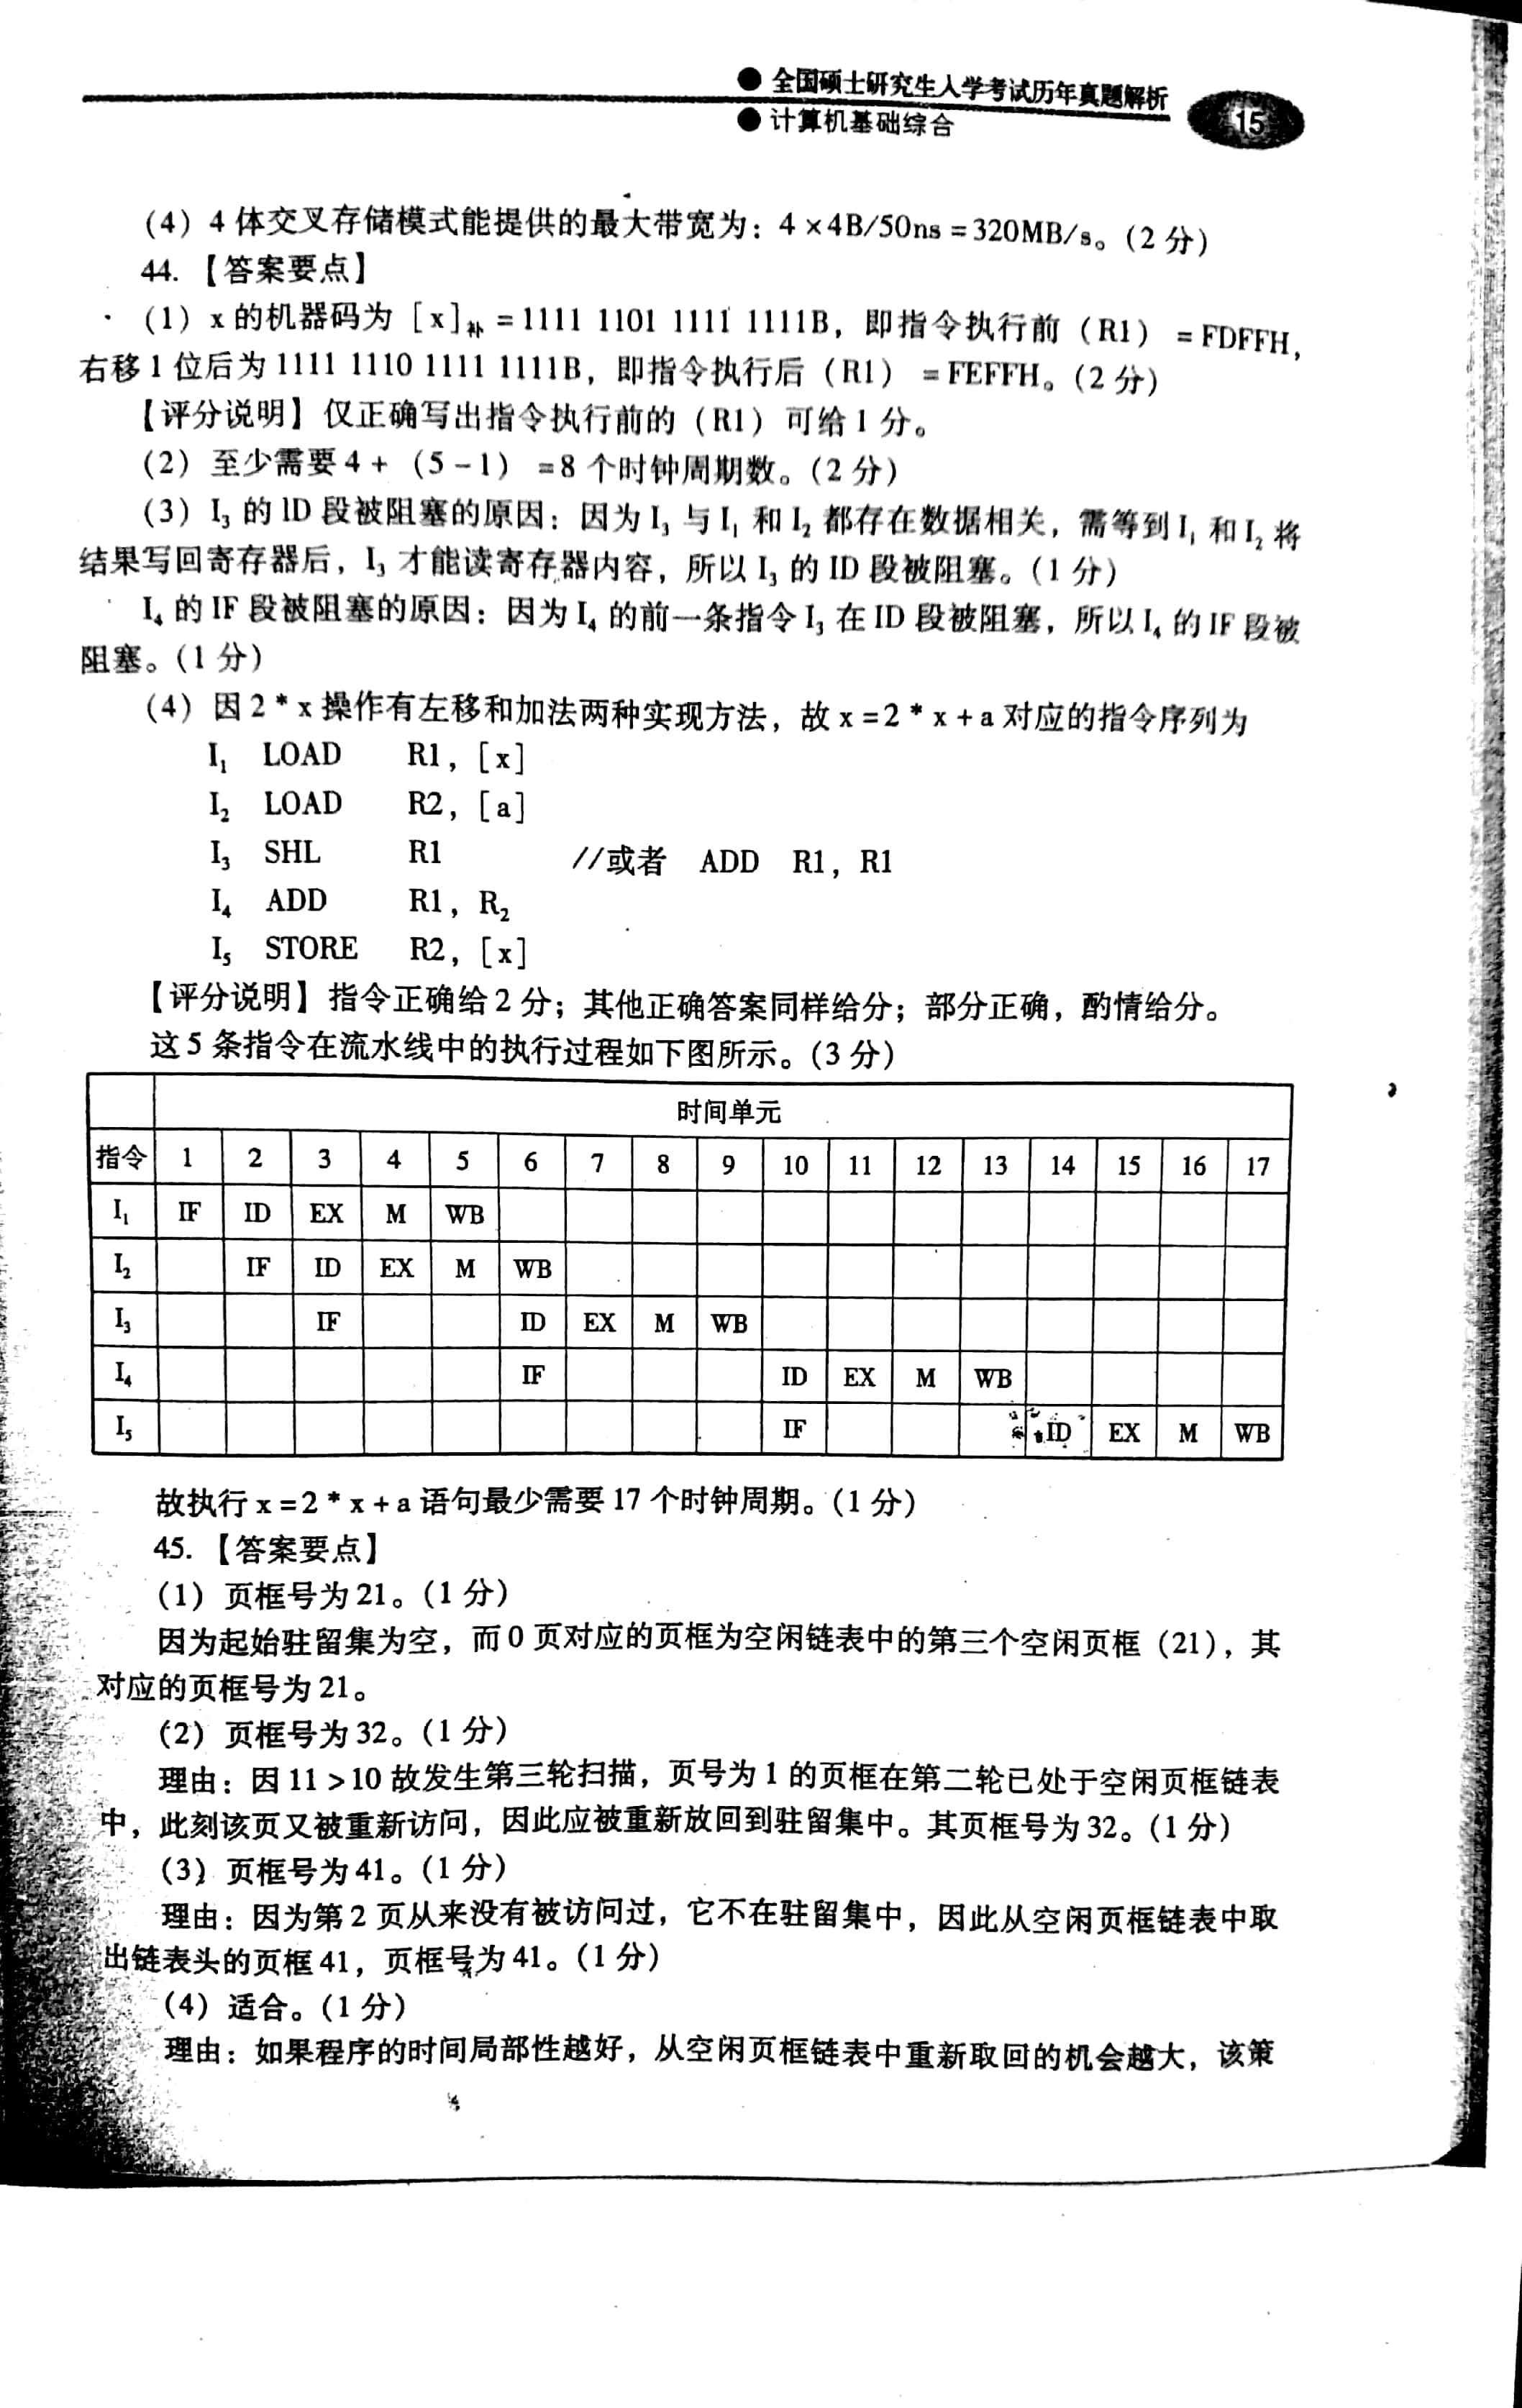 ● 全国硕士研究生入学考试历年真题解析
● 计算机基础综合
15
(4) 4 体交叉存储模式能提供的最大带宽为：4×4B/50ns=320MB/s。(2 分)
44. 【答案要点】
(1) x 的机器码为 [x]补 =1111 1101 1111 1111B，即指令执行前 (R1) =FDFFH，
右移 1 位后为 1111 1110 1111 1111B，即指令执行后 (R1) =FEFFH。(2 分)
【评分说明】仅正确写出指令执行前的 (R1) 可给 1 分。
(2) 至少需要 4+ (5-1) =8 个时钟周期数。(2 分)
(3) I₃ 的 ID 段被阻塞的原因：因为 I₃ 与 I₁ 和 I₂ 都存在数据相关，需等到 I₁ 和 I₂ 将
结果写回寄存器后，I₃ 才能读寄存器内容，所以 I₃ 的 ID 段被阻塞。(1 分)
I₄ 的 IF 段被阻塞的原因：因为 I₄ 的前一条指令 I₃ 在 ID 段被阻塞，所以 I₄ 的 IF 段被
阻塞。(1 分)
(4) 因 2*x 操作有左移和加法两种实现方法，故 x=2*x+a 对应的指令序列为
I₁ LOAD R1，[x]
I₂ LOAD R2，[a]
I₃ SHL R1 //或者 ADD R1，R1
I₄ ADD R1，R₂
I₅ STORE R2，[x]
【评分说明】指令正确给 2 分；其他正确答案同样给分；部分正确，酌情给分。
这 5 条指令在流水线中的执行过程如下图所示。(3 分)
时间单元
指令 1 2 3 4 5 6 7 8 9 10 11 12 13 14 15 16 17
I₁ IF ID EX M WB
I₂ IF ID EX M WB
I₃ IF ID EX M WB
I₄ IF ID EX M WB
I₅ IF ID EX M WB
故执行 x=2*x+a 语句最少需要 17 个时钟周期。(1 分)
45. 【答案要点】
(1) 页框号为 21。(1 分)
因为起始驻留集为空，而 0 页对应的页框为空闲链表中的第三个空闲页框 (21)，其
对应的页框号为 21。
(2) 页框号为 32。(1 分)
理由：因 11>10 故发生第三轮扫描，页号为 1 的页框在第二轮已处于空闲页框链表
中，此刻该页又被重新访问，因此应被重新放回到驻留集中。其页框号为 32。(1 分)
(3) 页框号为 41。(1 分)
理由：因为第 2 页从来没有被访问过，它不在驻留集中，因此从空闲页框链表中取
出链表头的页框 41，页框号为 41。(1 分)
(4) 适合。(1 分)
理由：如果程序的时间局部性越好，从空闲页框链表中重新取回的机会越大，该策